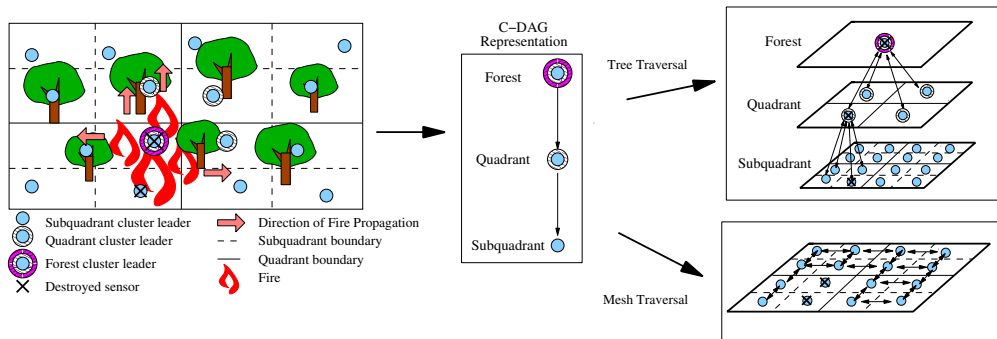 C-DAG
Representation
Forest
Quadrant
Subquadrant
Tree Traversal
Mesh Traversal
Forest
Quadrant
Subquadrant
Subquadrant cluster leader
Quadrant cluster leader
Forest cluster leader
Destroyed sensor
Direction of Fire Propagation
Subquadrant boundary
Quadrant boundary
Fire